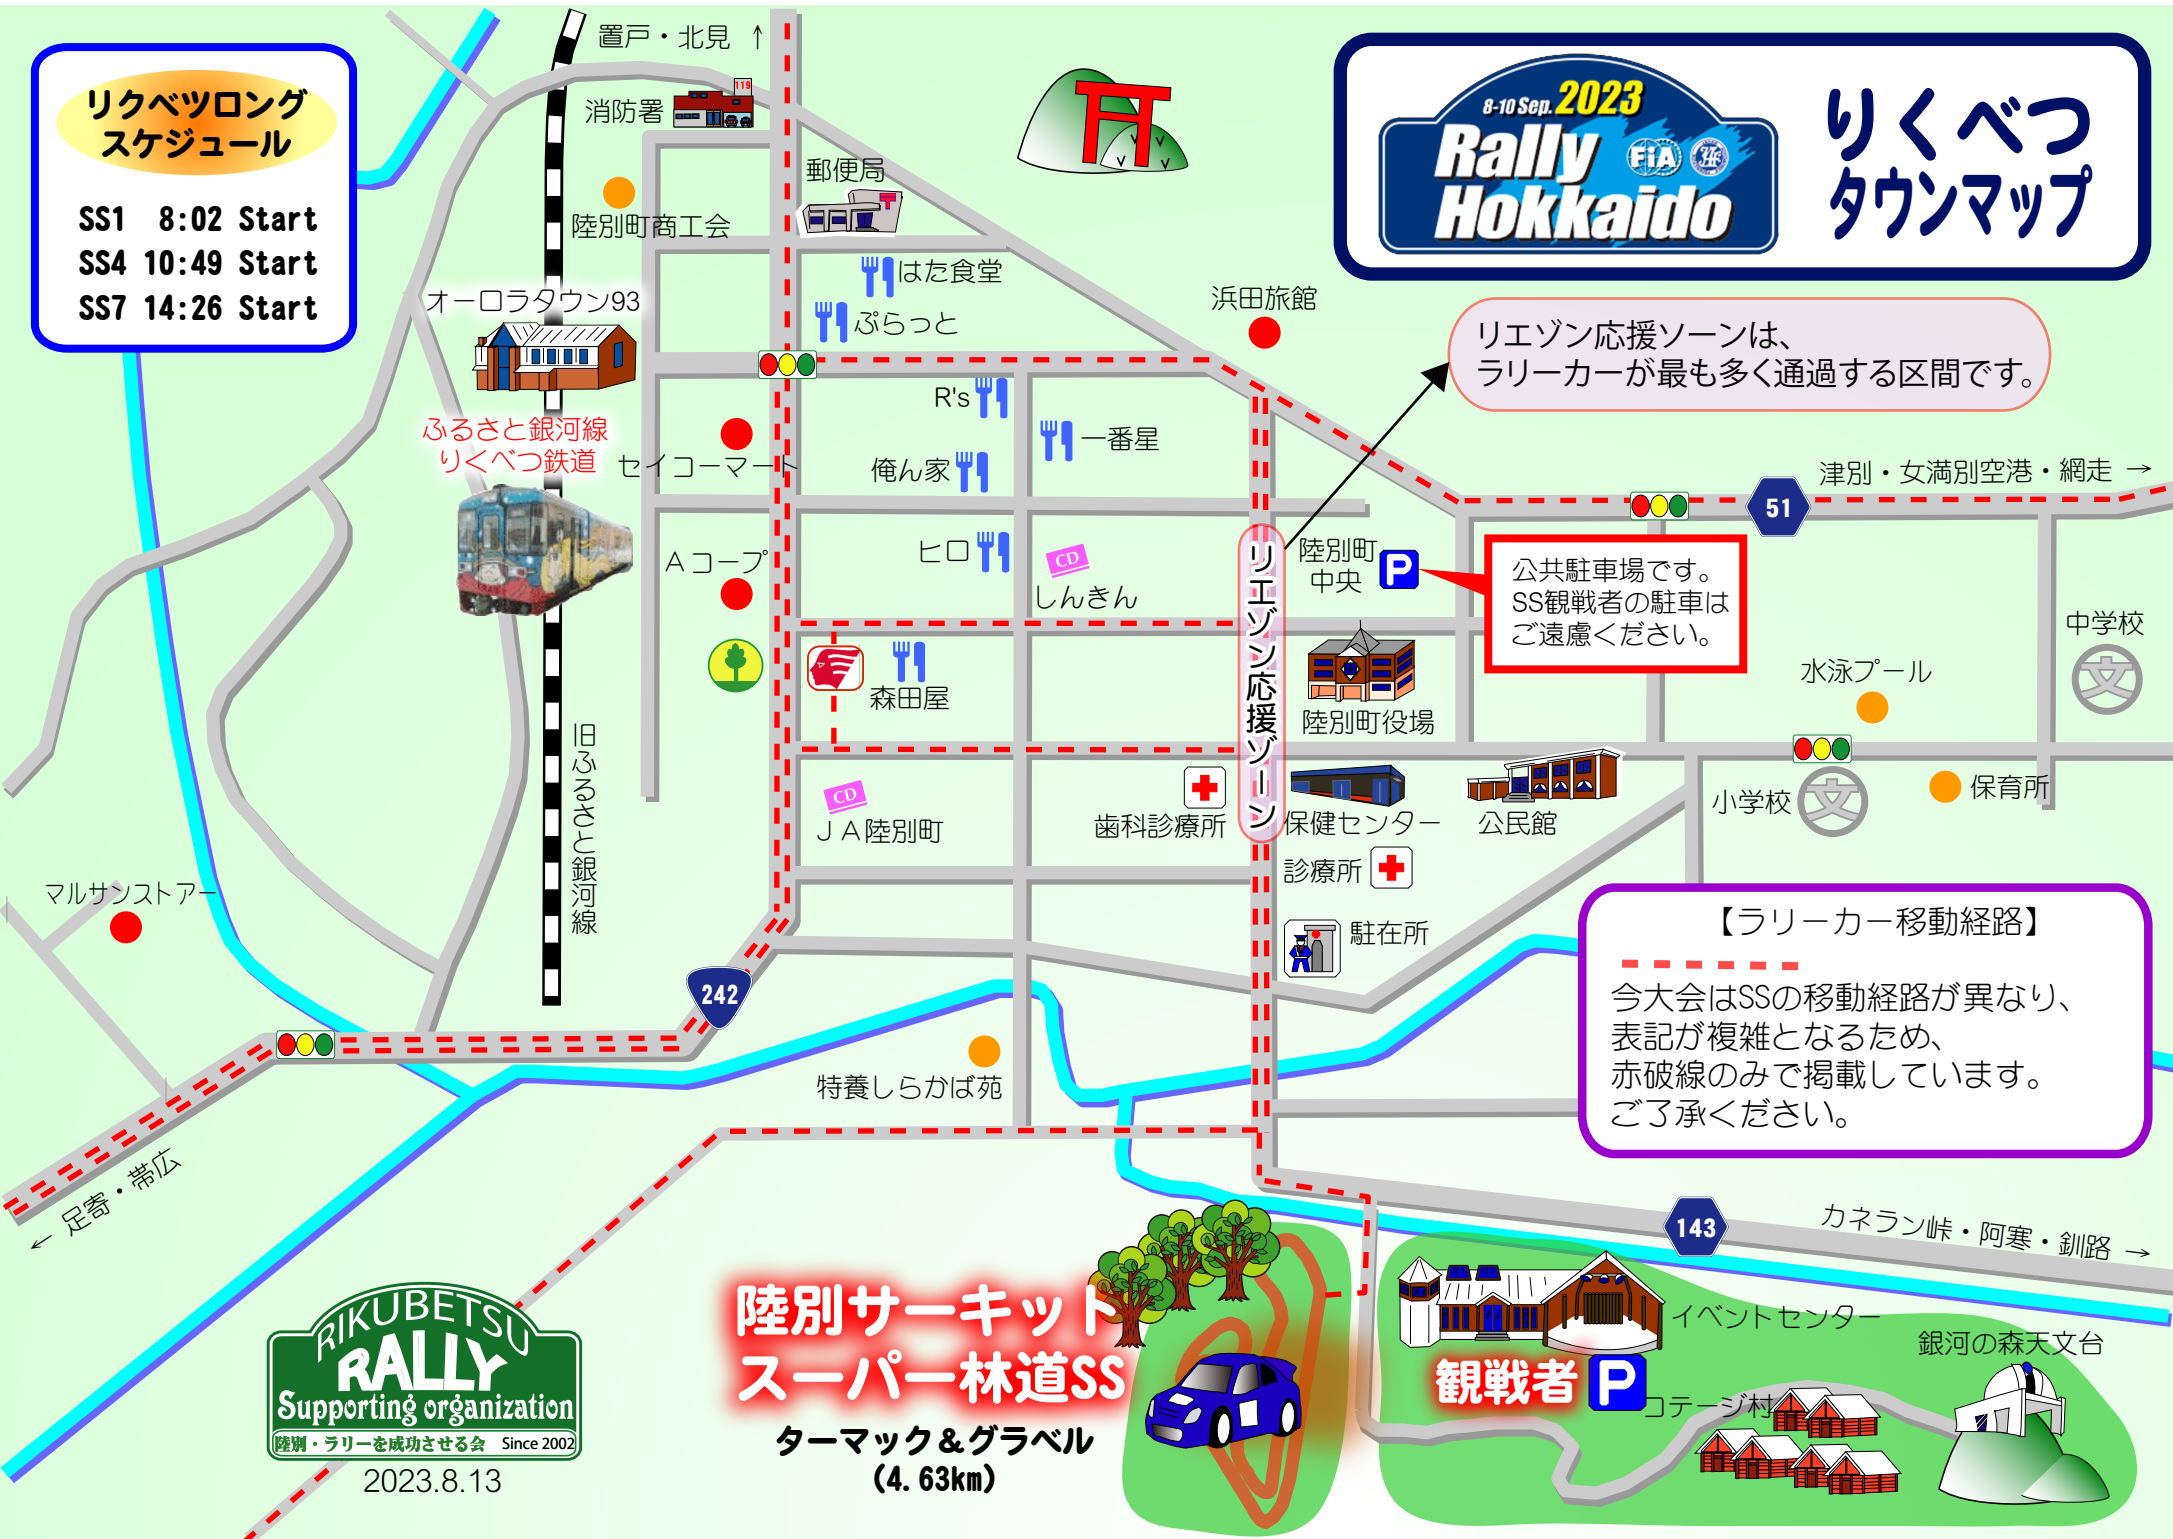 リクベツロング
スケジュール
SS1 8:02 Start
SS4 10:49 Start
SS7 14:26 Start
置戸・北見 ↑
消防署
119
郵便局
陸別町商工会
はた食堂
ぷらっと
オーロラタウン93
ふるさと銀河線
りくべつ鉄道
8-10 Sep. 2023
Rally
Hokkaido
FiA
りくべつ
タウンマップ
浜田旅館
リエゾン応援ソーンは、
ラリーカーが最も多く通過する区間です。
R's
一番星
セイコーマート
俺ん家
津別・女満別空港・網走 →
51
Aコープ
ヒロ
CD
しんきん
リエゾン応援ゾーン
陸別町
中央
P
公共駐車場です。
SS観戦者の駐車は
ご遠慮ください。
中学校
文
水泳プール
森田屋
陸別町役場
旧ふるさと銀河線
CD
JA陸別町
歯科診療所
保健センター
公民館
小学校
文
保育所
診療所
駐在所
マルサンストアー
242
【ラリーカー移動経路】
今大会はSSの移動経路が異なり、
表記が複雑となるため、
赤破線のみで掲載しています。
ご了承ください。
特養しらかば苑
← 足寄・帯広
143
カネラン峠・阿寒・釧路 →
陸別サーキット
スーパー林道SS
ターマック&グラベル
(4.63km)
イベントセンター
観戦者 P
コテージ村
銀河の森天文台
RIKUBETSU
RALLY
Supporting organization
陸別・ラリーを成功させる会 Since 2002
2023.8.13